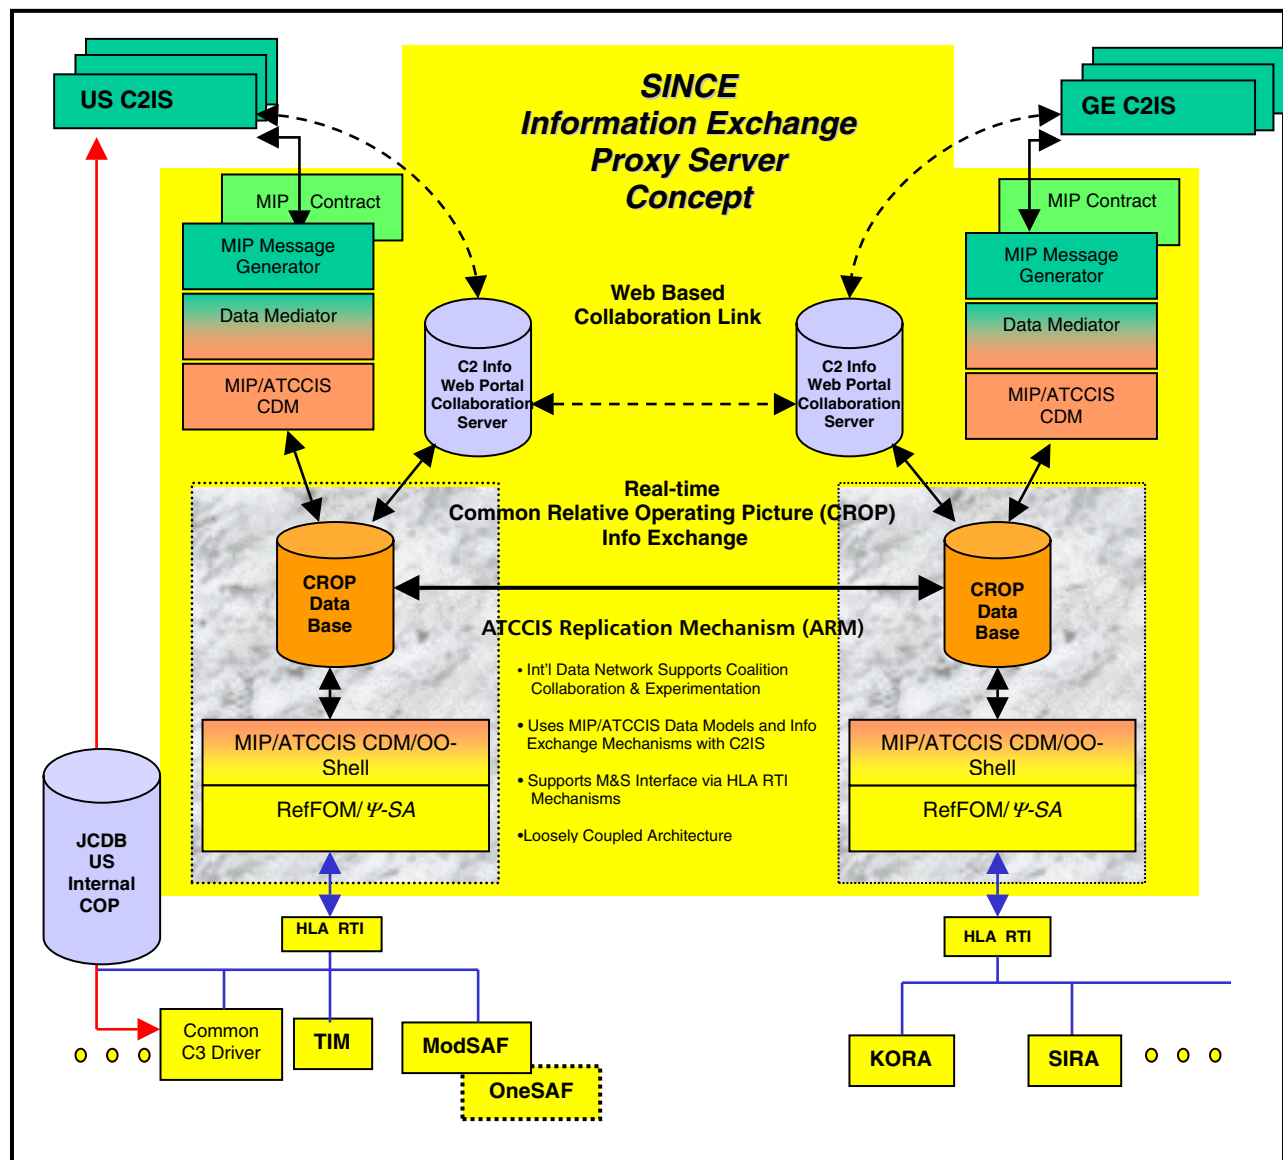 SINCE
Information Exchange
Proxy Server
Concept
US C2IS
GE C2IS
MIP Contract
MIP Message
Generator
Data Mediator
MIP/ATCCIS
CDM
MIP Contract
MIP Message
Generator
Data Mediator
MIP/ATCCIS
CDM
Web Based
Collaboration Link
C2 Info
Web Portal
Collaboration
Server
C2 Info
Web Portal
Collaboration
Server
Real-time
Common Relative Operating Picture (CROP)
Info Exchange
CROP
Data
Base
CROP
Data
Base
ATCCIS Replication Mechanism (ARM)
• Int'l Data Network Supports Coalition
Collaboration & Experimentation
• Uses MIP/ATCCIS Data Models and Info
Exchange Mechanisms with C2IS
• Supports M&S Interface via HLA RTI
Mechanisms
•Loosely Coupled Architecture
MIP/ATCCIS CDM/OO-
Shell
RefFOM/Ψ-SA
MIP/ATCCIS CDM/OO-
Shell
RefFOM/Ψ-SA
JCDB
US
Internal
COP
HLA RTI
HLA RTI
Common
C3 Driver
TIM
ModSAF
OneSAF
KORA
SIRA